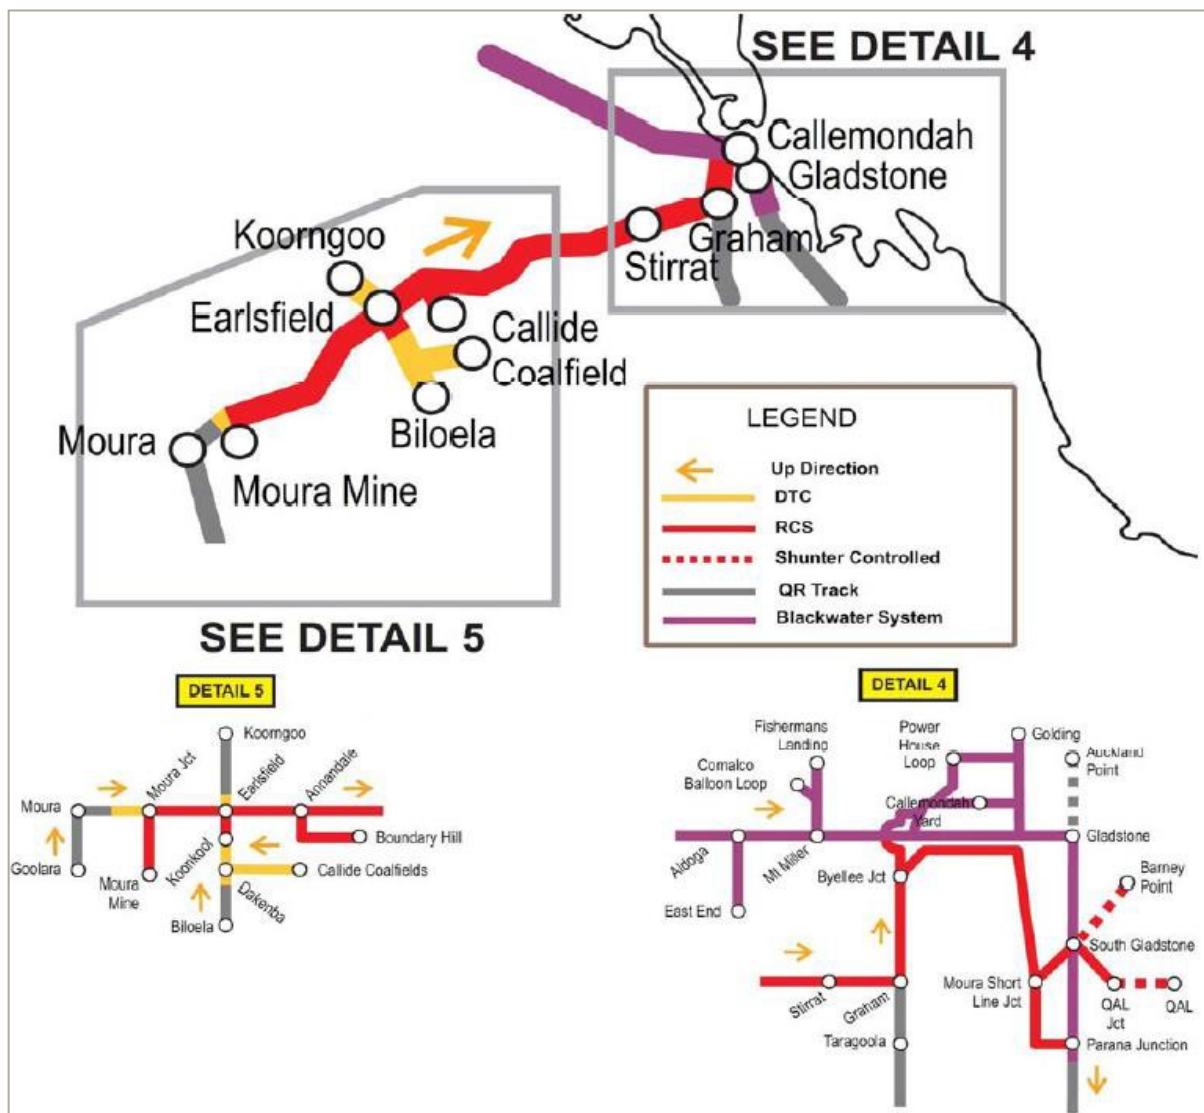 SEE DETAIL 4
Callemondah
Gladstone
Koorngoo
Graham
Stirrat
Earlsfield
Callide
Coalfield
Biloela
Moura
Moura Mine
SEE DETAIL 5
LEGEND
Up Direction
DTC
RCS
Shunter Controlled
QR Track
Blackwater System
DETAIL 5
Koorngoo
Moura Jct
Earlsfield
Annandale
Moura
Boundary Hill
Goolara
Moura
Mine
Koonkool
Callide Coalfields
Dakenba
Biloela
DETAIL 4
Fishermans
Landing
Power
House
Loop
Golding
Comalco
Balloon Loop
Auckland
Point
Callemondah
Yard
Gladstone
Aldoga
Mt Miller
Byellee Jct
Barney
Point
East End
South Gladstone
Stirrat
Graham
Moura Short
Line Jct
QAL
Jct
QAL
Taragoola
Parana Junction